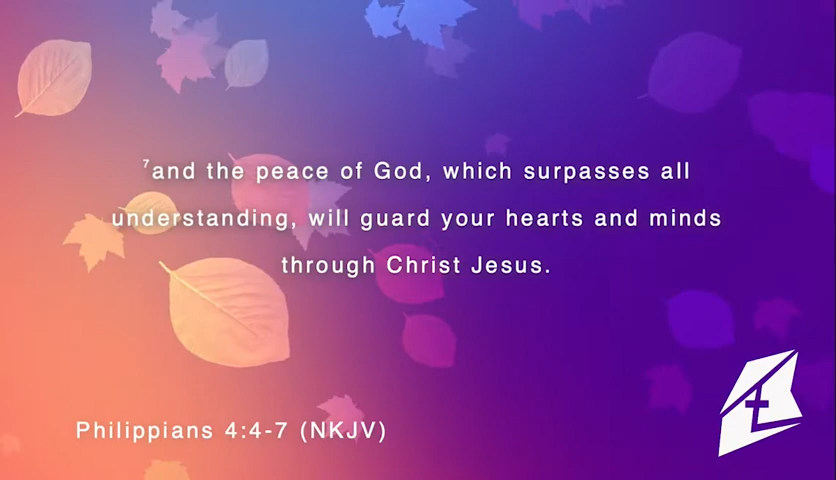 ⁷and the peace of God, which surpasses all
understanding, will guard your hearts and minds
through Christ Jesus.
Philippians 4:4-7 (NKJV)